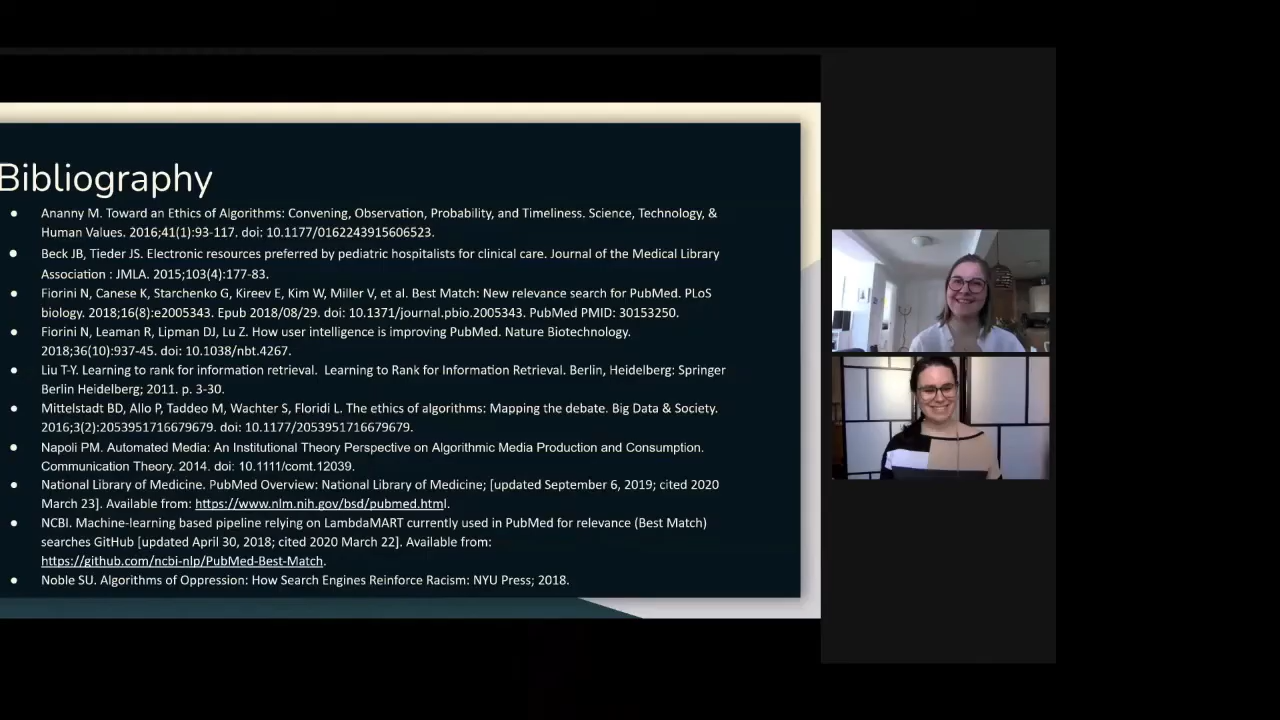 Bibliography
● Ananny M. Toward an Ethics of Algorithms: Convening, Observation, Probability, and Timeliness. Science, Technology, &
Human Values. 2016;41(1):93-117. doi: 10.1177/0162243915606523.
● Beck JB, Tieder JS. Electronic resources preferred by pediatric hospitalists for clinical care. Journal of the Medical Library
Association : JMLA. 2015;103(4):177-83.
● Fiorini N, Canese K, Starchenko G, Kireev E, Kim W, Miller V, et al. Best Match: New relevance search for PubMed. PLoS
biology. 2018;16(8):e2005343. Epub 2018/08/29. doi: 10.1371/journal.pbio.2005343. PubMed PMID: 30153250.
● Fiorini N, Leaman R, Lipman DJ, Lu Z. How user intelligence is improving PubMed. Nature Biotechnology.
2018;36(10):937-45. doi: 10.1038/nbt.4267.
● Liu T-Y. Learning to rank for information retrieval. Learning to Rank for Information Retrieval. Berlin, Heidelberg: Springer
Berlin Heidelberg; 2011. p. 3-30.
● Mittelstadt BD, Allo P, Taddeo M, Wachter S, Floridi L. The ethics of algorithms: Mapping the debate. Big Data & Society.
2016;3(2):2053951716679679. doi: 10.1177/2053951716679679.
● Napoli PM. Automated Media: An Institutional Theory Perspective on Algorithmic Media Production and Consumption.
Communication Theory. 2014. doi: 10.1111/comt.12039.
● National Library of Medicine. PubMed Overview: National Library of Medicine; [updated September 6, 2019; cited 2020
March 23]. Available from: https://www.nlm.nih.gov/bsd/pubmed.html.
● NCBI. Machine-learning based pipeline relying on LambdaMART currently used in PubMed for relevance (Best Match)
searches GitHub [updated April 30, 2018; cited 2020 March 22]. Available from:
https://github.com/ncbi-nlp/PubMed-Best-Match.
● Noble SU. Algorithms of Oppression: How Search Engines Reinforce Racism: NYU Press; 2018.